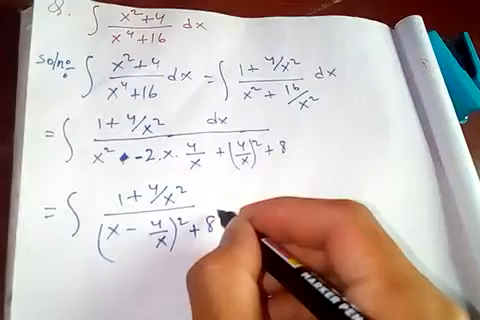 Q. ∫ x²+4 / x⁴+16 dx
Soln: ∫ x²+4 / x⁴+16 dx = ∫ 1+4/x² / x²+16/x² dx
= ∫ 1+4/x² dx / x² - 2.x. 4/x + (4/x)² + 8
= ∫ 1+4/x² / (x - 4/x)² + 8
MARKER PEN